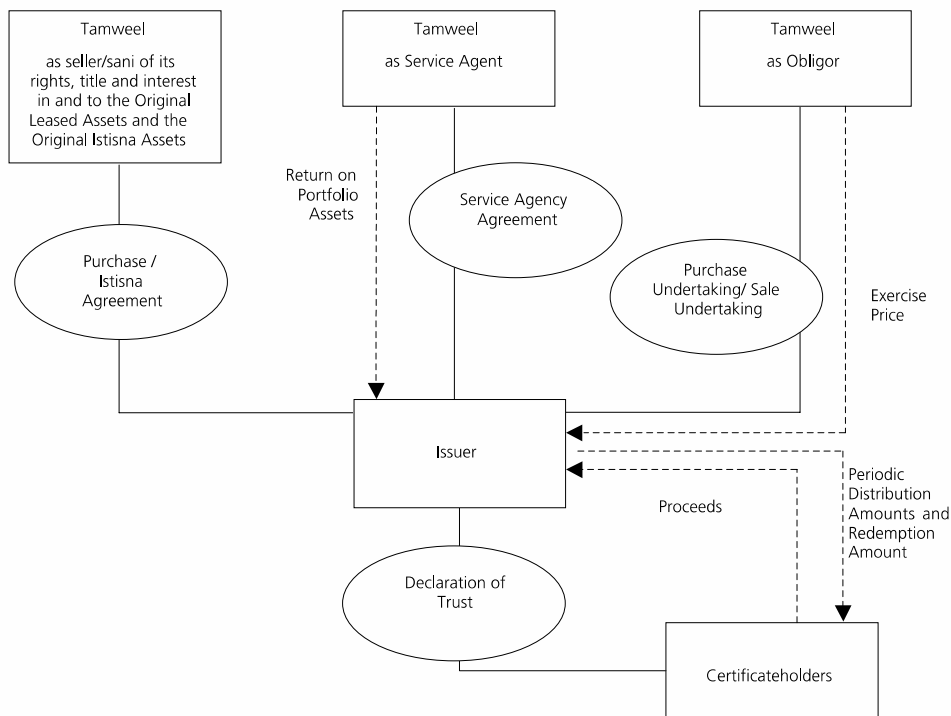 Tamweel
as seller/sani of its
rights, title and interest
in and to the Original
Leased Assets and the
Original Istisna Assets
Tamweel
as Service Agent
Tamweel
as Obligor
Return on
Portfolio
Assets
Service Agency
Agreement
Purchase /
Istisna
Agreement
Purchase
Undertaking/ Sale
Undertaking
Exercise
Price
Issuer
Proceeds
Periodic
Distribution
Amounts and
Redemption
Amount
Declaration of
Trust
Certificateholders